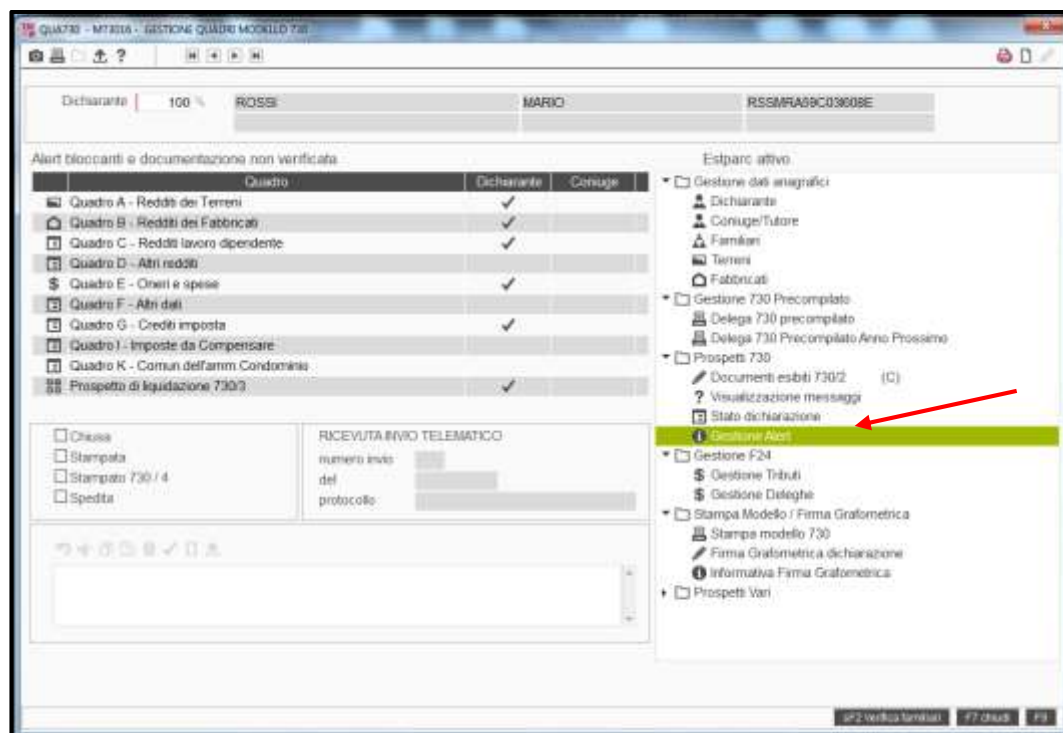 QUA730 - M73016 - GESTIONE QUADRI MODELLO 730
Dichiarante 100 % ROSSI MARIO
Alert bloccanti e documentazione non verificata
Quadro Dichiarante Coniuge
Quadro A - Redditi dei Terreni
Quadro B - Redditi dei Fabbricati
Quadro C - Redditi lavoro dipendente
Quadro D - Altri redditi
Quadro E - Oneri e spese
Quadro F - Altri dati
Quadro G - Crediti imposta
Quadro I - Imposte da Compensare
Quadro K - Comun.dell'amm.Condominio
Prospetto di liquidazione 730/3
Chiusa
Stampata
Stampato 730 / 4
Spedita
RICEVUTA INVIO TELEMATICO
numero invio
del
protocollo
Estparc attivo
Gestione dati anagrafici
Dichiarante
Coniuge/Tutore
Familiari
Terreni
Fabbricati
Gestione 730 Precompilato
Delega 730 precompilato
Delega 730 Precompilato Anno Prossimo
Prospetti 730
Documenti esibiti 730/2 (C)
Visualizzazione messaggi
Stato dichiarazione
Gestione Alert
Gestione F24
Gestione Tributi
Gestione Deleghe
Stampa Modello / Firma Grafometrica
Stampa modello 730
Firma Grafometrica dichiarazione
Informativa Firma Grafometrica
Prospetti Vari
sF2 Verifica familiari F7 chiudi F9